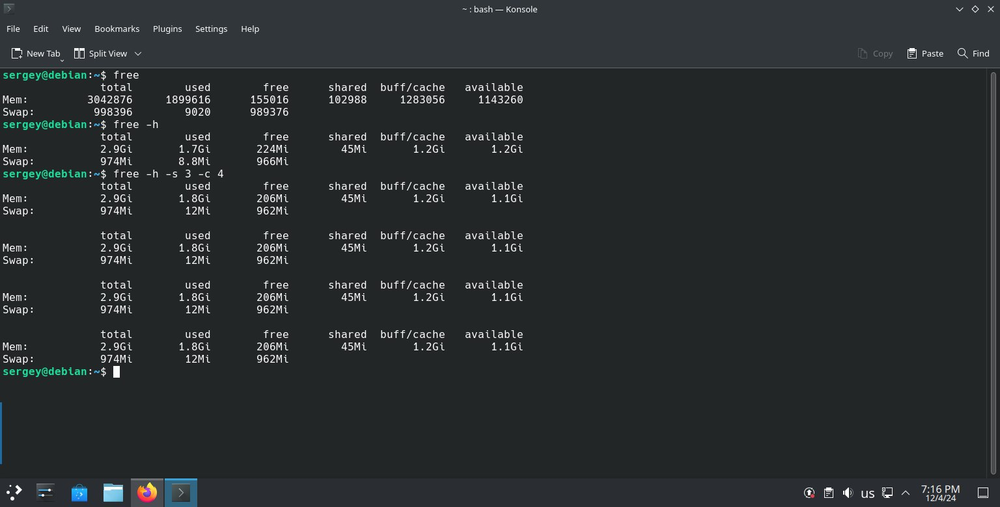 ~ : bash — Konsole
File Edit View Bookmarks Plugins Settings Help
New Tab Split View Copy Paste Find
sergey@debian:~$ free
total used free shared buff/cache available
Mem: 3042876 1899616 155016 102988 1283056 1143260
Swap: 998396 9020 989376
sergey@debian:~$ free -h
total used free shared buff/cache available
Mem: 2.9Gi 1.7Gi 224Mi 45Mi 1.2Gi 1.2Gi
Swap: 974Mi 8.8Mi 966Mi
sergey@debian:~$ free -h -s 3 -c 4
total used free shared buff/cache available
Mem: 2.9Gi 1.8Gi 206Mi 45Mi 1.2Gi 1.1Gi
Swap: 974Mi 12Mi 962Mi
total used free shared buff/cache available
Mem: 2.9Gi 1.8Gi 206Mi 45Mi 1.2Gi 1.1Gi
Swap: 974Mi 12Mi 962Mi
total used free shared buff/cache available
Mem: 2.9Gi 1.8Gi 206Mi 45Mi 1.2Gi 1.1Gi
Swap: 974Mi 12Mi 962Mi
total used free shared buff/cache available
Mem: 2.9Gi 1.8Gi 206Mi 45Mi 1.2Gi 1.1Gi
Swap: 974Mi 12Mi 962Mi
sergey@debian:~$
us 7:16 PM
12/4/24